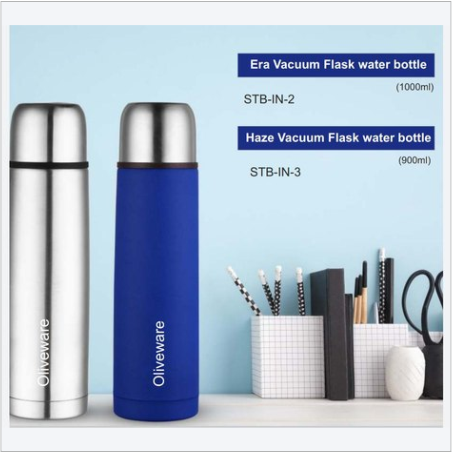 Era Vacuum Flask water bottle
(1000ml)
STB-IN-2
Haze Vacuum Flask water bottle
(900ml)
STB-IN-3
Oliveware
Oliveware